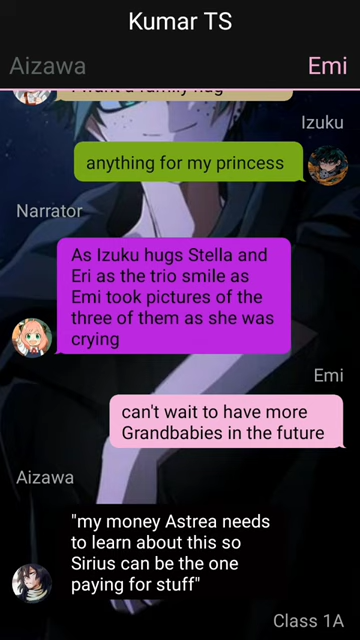 Kumar TS
Aizawa
Emi
I want a family hug
Izuku
anything for my princess
Narrator
As Izuku hugs Stella and
Eri as the trio smile as
Emi took pictures of the
three of them as she was
crying
Emi
can't wait to have more
Grandbabies in the future
Aizawa
"my money Astrea needs
to learn about this so
Sirius can be the one
paying for stuff"
Class 1A